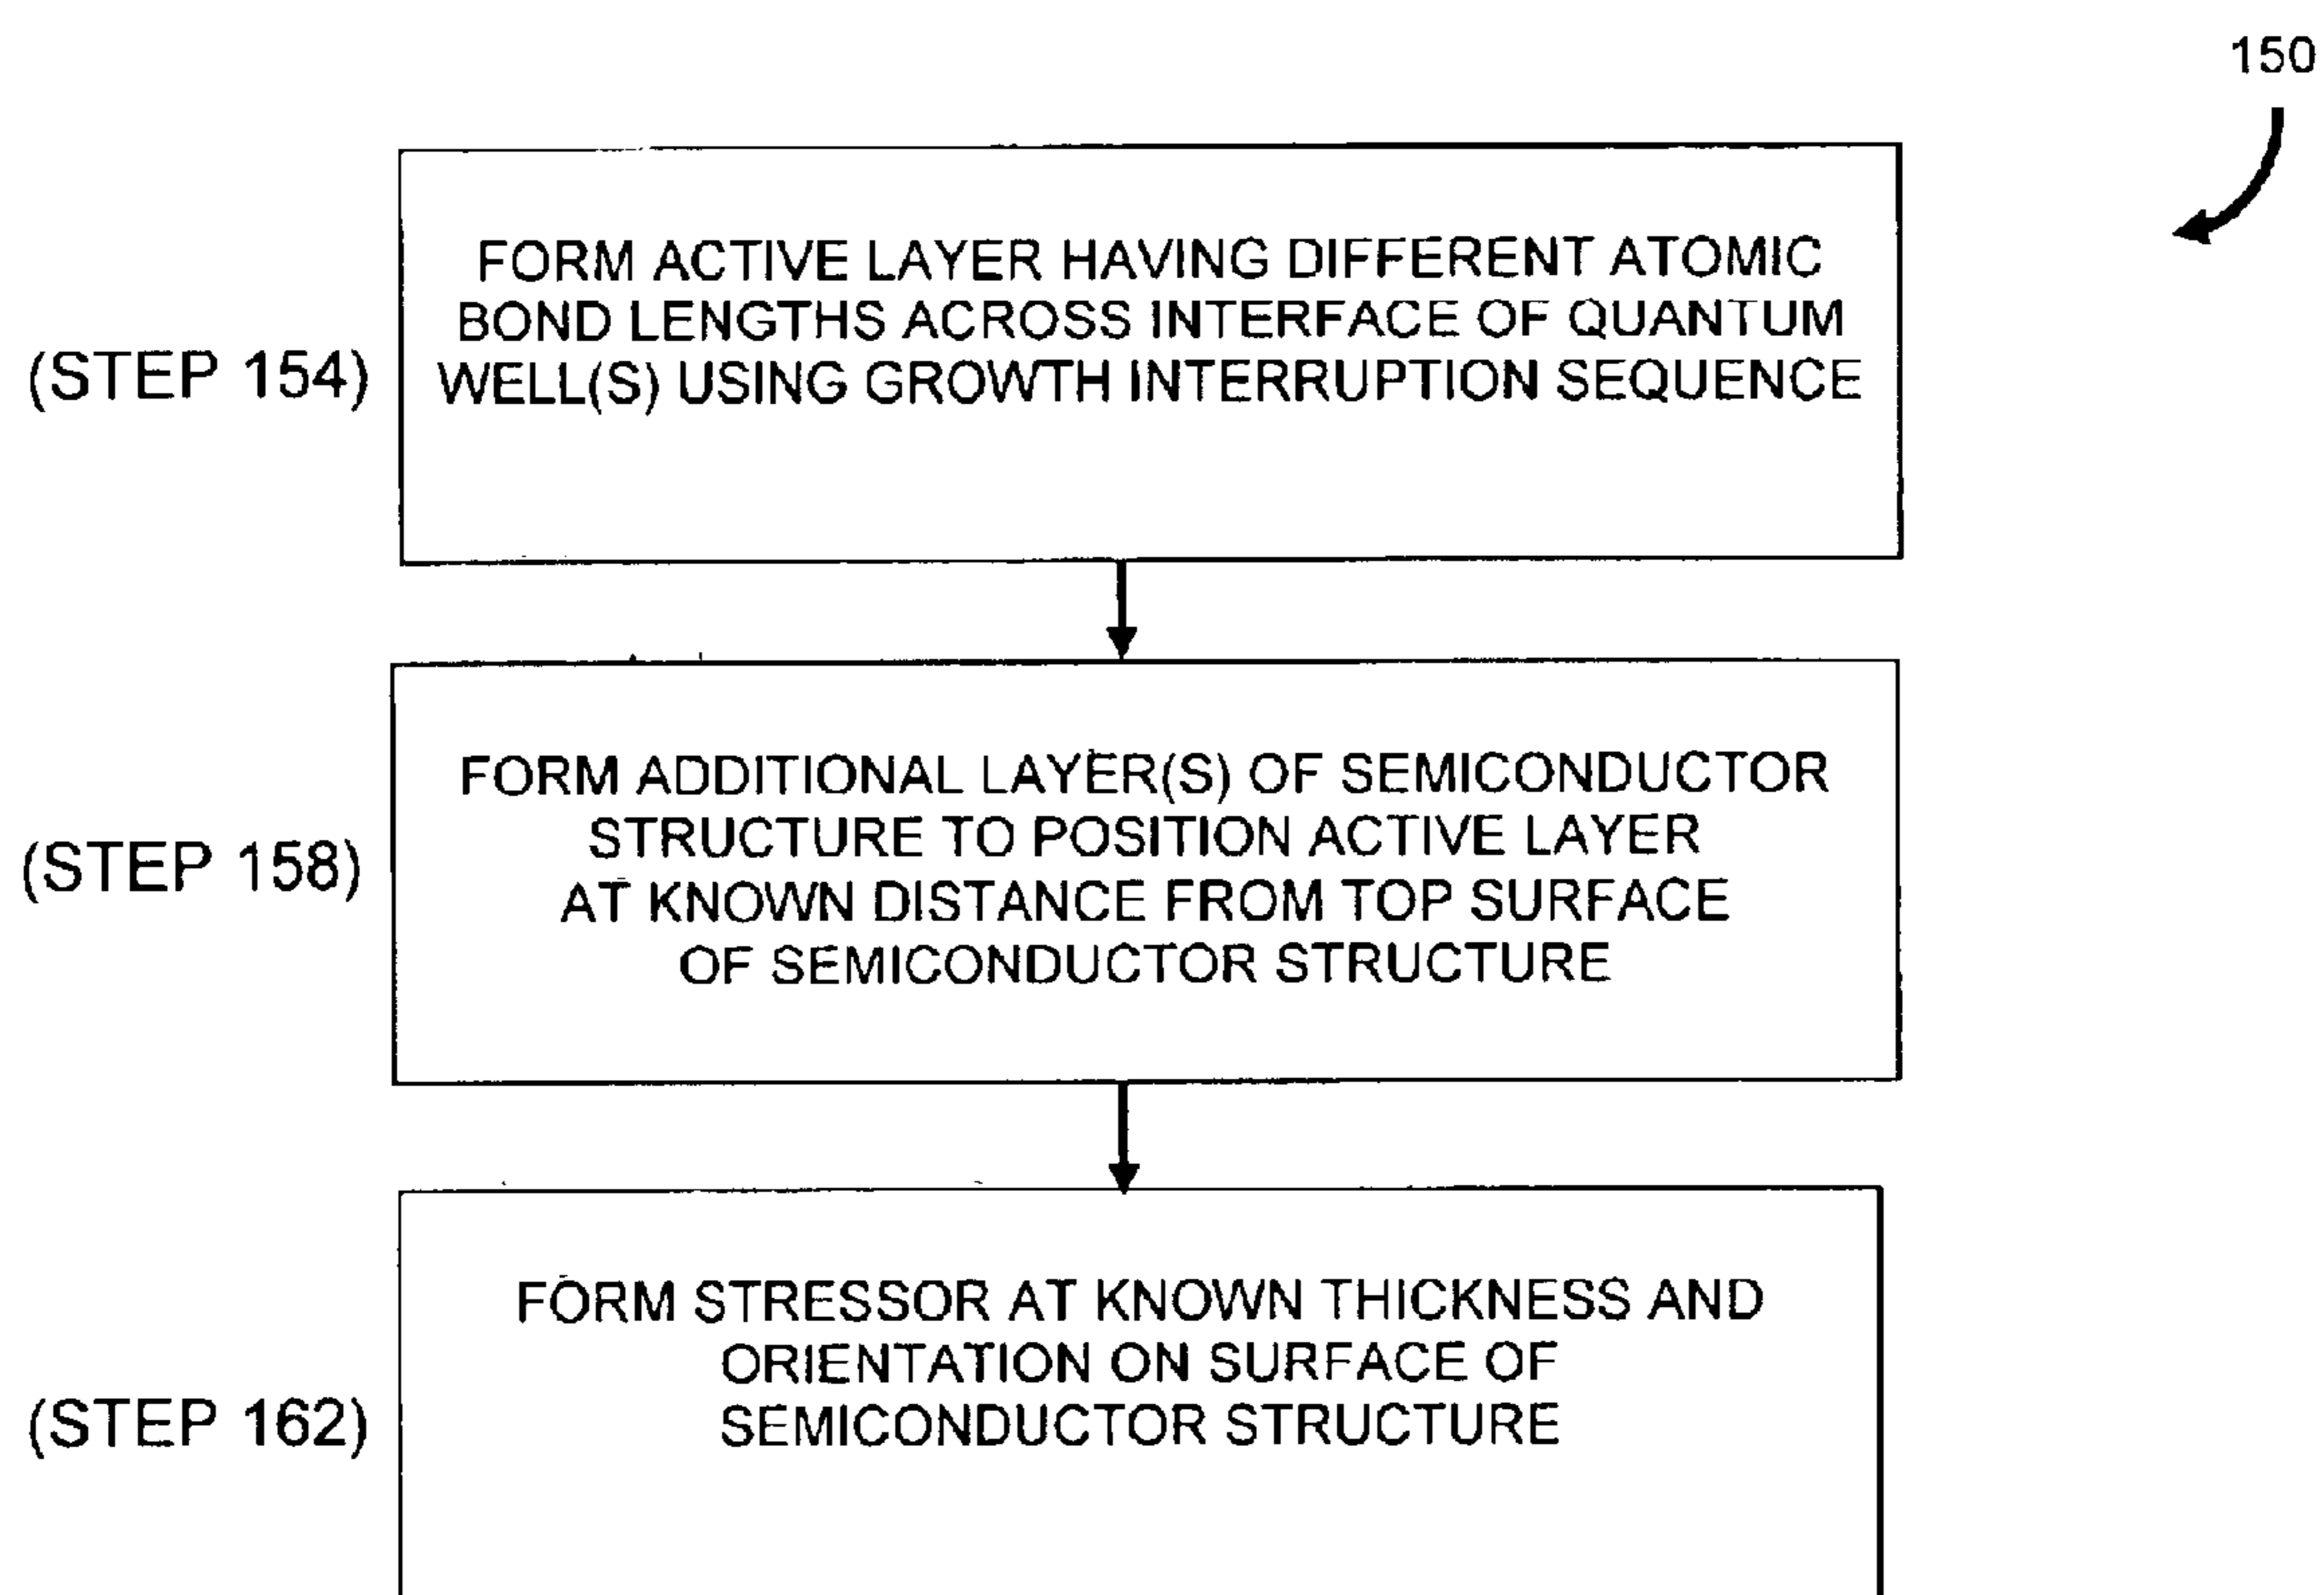 150
FORM ACTIVE LAYER HAVING DIFFERENT ATOMIC
BOND LENGTHS ACROSS INTERFACE OF QUANTUM
WELL(S) USING GROWTH INTERRUPTION SEQUENCE
(STEP 154)
FORM ADDITIONAL LAYER(S) OF SEMICONDUCTOR
STRUCTURE TO POSITION ACTIVE LAYER
AT KNOWN DISTANCE FROM TOP SURFACE
OF SEMICONDUCTOR STRUCTURE
(STEP 158)
FORM STRESSOR AT KNOWN THICKNESS AND
ORIENTATION ON SURFACE OF
SEMICONDUCTOR STRUCTURE
(STEP 162)